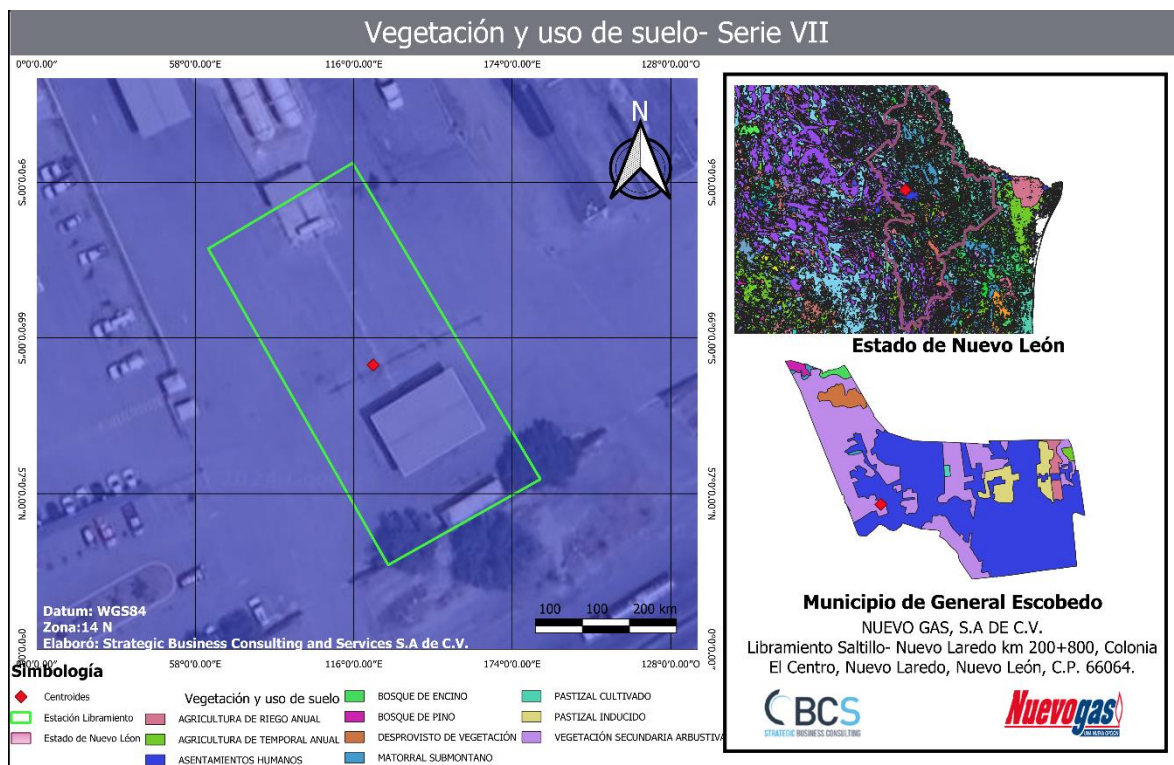 Vegetación y uso de suelo- Serie VII
0°0'0.00" 58°0'0.00" 116°0'0.00" 174°0'0.00" 128°0'0.00"O
N
Datum: WGS84
Zona:14 N
Elaboró: Strategic Business Consulting and Services S.A de C.V.
100 100 200 km
58°0'0.00" 116°0'0.00" 174°0'0.00" 128°0'0.00"
Simbología
Centroides
Estación Libramiento
Estado de Nuevo Léon
Vegetación y uso de suelo
AGRICULTURA DE RIEGO ANUAL
AGRICULTURA DE TEMPORAL ANUAL
ASENTAMIENTOS HUMANOS
BOSQUE DE ENCINO
BOSQUE DE PINO
DESPROVISTO DE VEGETACIÓN
MATORRAL SUBMONTANO
PASTIZAL CULTIVADO
PASTIZAL INDUCIDO
VEGETACIÓN SECUNDARIA ARBUSTIVA
Estado de Nuevo León
Municipio de General Escobedo
NUEVO GAS, S.A DE C.V.
Libramiento Saltillo- Nuevo Laredo km 200+800, Colonia
El Centro, Nuevo Laredo, Nuevo León, C.P. 66064.
BCS
STRATEGIC BUSINESS CONSULTING
Nuevogas
UNA NUEVA OPCIÓN